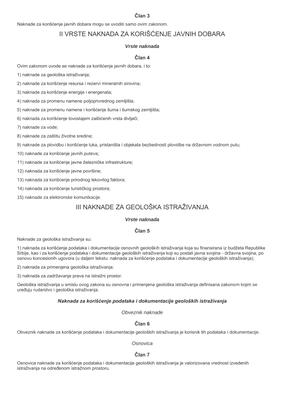 Član 3
Naknade za korišćenje javnih dobara mogu se uvoditi samo ovim zakonom.
II VRSTE NAKNADA ZA KORIŠĆENJE JAVNIH DOBARA
Vrste naknada
Član 4
Ovim zakonom uvode se naknade za korišćenje javnih dobara, i to:
1) naknade za geološka istraživanja;
2) naknade za korišćenje resursa i rezervi mineralnih sirovina;
3) naknade za korišćenje energije i energenata;
4) naknada za promenu namene poljoprivrednog zemljišta;
5) naknade za promenu namene i korišćenje šuma i šumskog zemljišta;
6) naknada za korišćenje lovostajem zaštićenih vrsta divljači;
7) naknade za vode;
8) naknade za zaštitu životne sredine;
9) naknade za plovidbu i korišćenje luka, pristaništa i objekata bezbednosti plovidbe na državnom vodnom putu;
10) naknade za korišćenje javnih puteva;
11) naknade za korišćenje javne železničke infrastrukture;
12) naknade za korišćenje javne površine;
13) naknada za korišćenje prirodnog lekovitog faktora;
14) naknade za korišćenje turističkog prostora;
15) naknade za elektronske komunikacije.
III NAKNADE ZA GEOLOŠKA ISTRAŽIVANJA
Vrste naknada
Član 5
Naknade za geološka istraživanja su:
1) naknada za korišćenje podataka i dokumentacije osnovnih geoloških istraživanja koja su finansirana iz budžeta Republike
Srbije, kao i za korišćenje podataka i dokumentacije geoloških istraživanja koji su postali javna svojina - državna svojina, po
osnovu koncesionih ugovora (u daljem tekstu: naknada za korišćenje podataka i dokumentacije geoloških istraživanja);
2) naknada za primenjena geološka istraživanja;
3) naknada za zadržavanje prava na istražni prostor.
Geološka istraživanja u smislu ovog zakona su osnovna i primenjena geološka istraživanja definisana zakonom kojim se
uređuju rudarstvo i geološka istraživanja.
Naknada za korišćenje podataka i dokumentacije geoloških istraživanja
Obveznik naknade
Član 6
Obveznik naknade za korišćenje podataka i dokumentacije geoloških istraživanja je korisnik tih podataka i dokumentacije.
Osnovica
Član 7
Osnovica naknade za korišćenje podataka i dokumentacije geoloških istraživanja je valorizovana vrednost izvedenih
istraživanja na određenom istražnom prostoru.